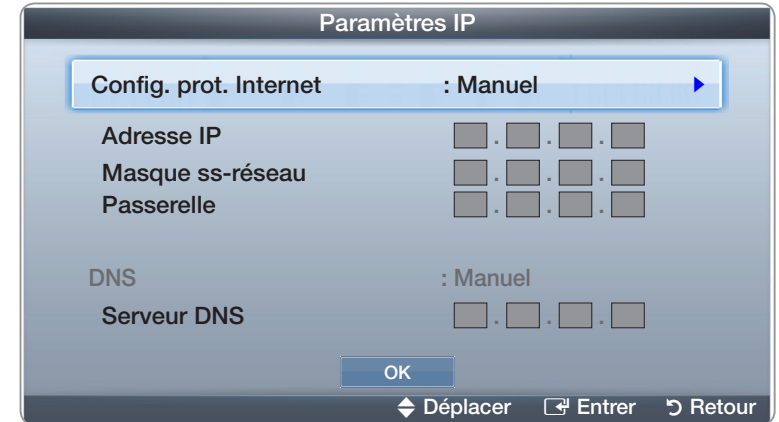 Paramètres IP
Config. prot. Internet : Manuel
Adresse IP . . .
Masque ss-réseau . . .
Passerelle . . .
DNS : Manuel
Serveur DNS . . .
OK
Déplacer Entrer Retour